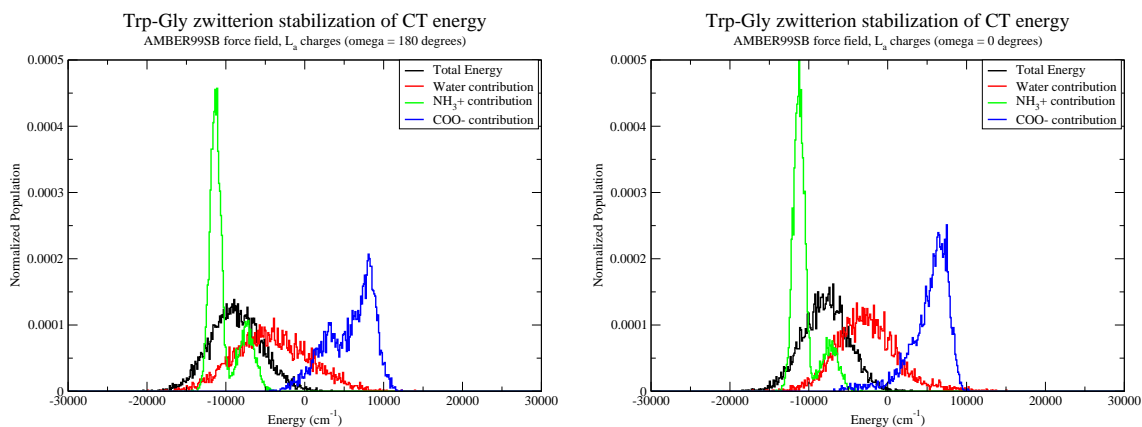 Trp-Gly zwitterion stabilization of CT energy
AMBER99SB force field, Lₐ charges (omega = 180 degrees)
Total Energy
Water contribution
NH₃+ contribution
COO- contribution
Normalized Population
0.0005
0.0004
0.0003
0.0002
0.0001
0
-30000 -20000 -10000 0 10000 20000 30000
Energy (cm⁻¹)
Trp-Gly zwitterion stabilization of CT energy
AMBER99SB force field, Lₐ charges (omega = 0 degrees)
Total Energy
Water contribution
NH₃+ contribution
COO- contribution
Normalized Population
0.0005
0.0004
0.0003
0.0002
0.0001
0
-30000 -20000 -10000 0 10000 20000 30000
Energy (cm⁻¹)